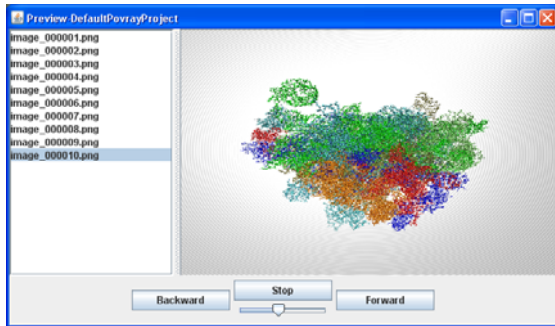 Preview-DefaultPovrayProject
image_000001.png
image_000002.png
image_000003.png
image_000004.png
image_000005.png
image_000006.png
image_000007.png
image_000008.png
image_000009.png
image_000010.png
Stop
Backward
Forward